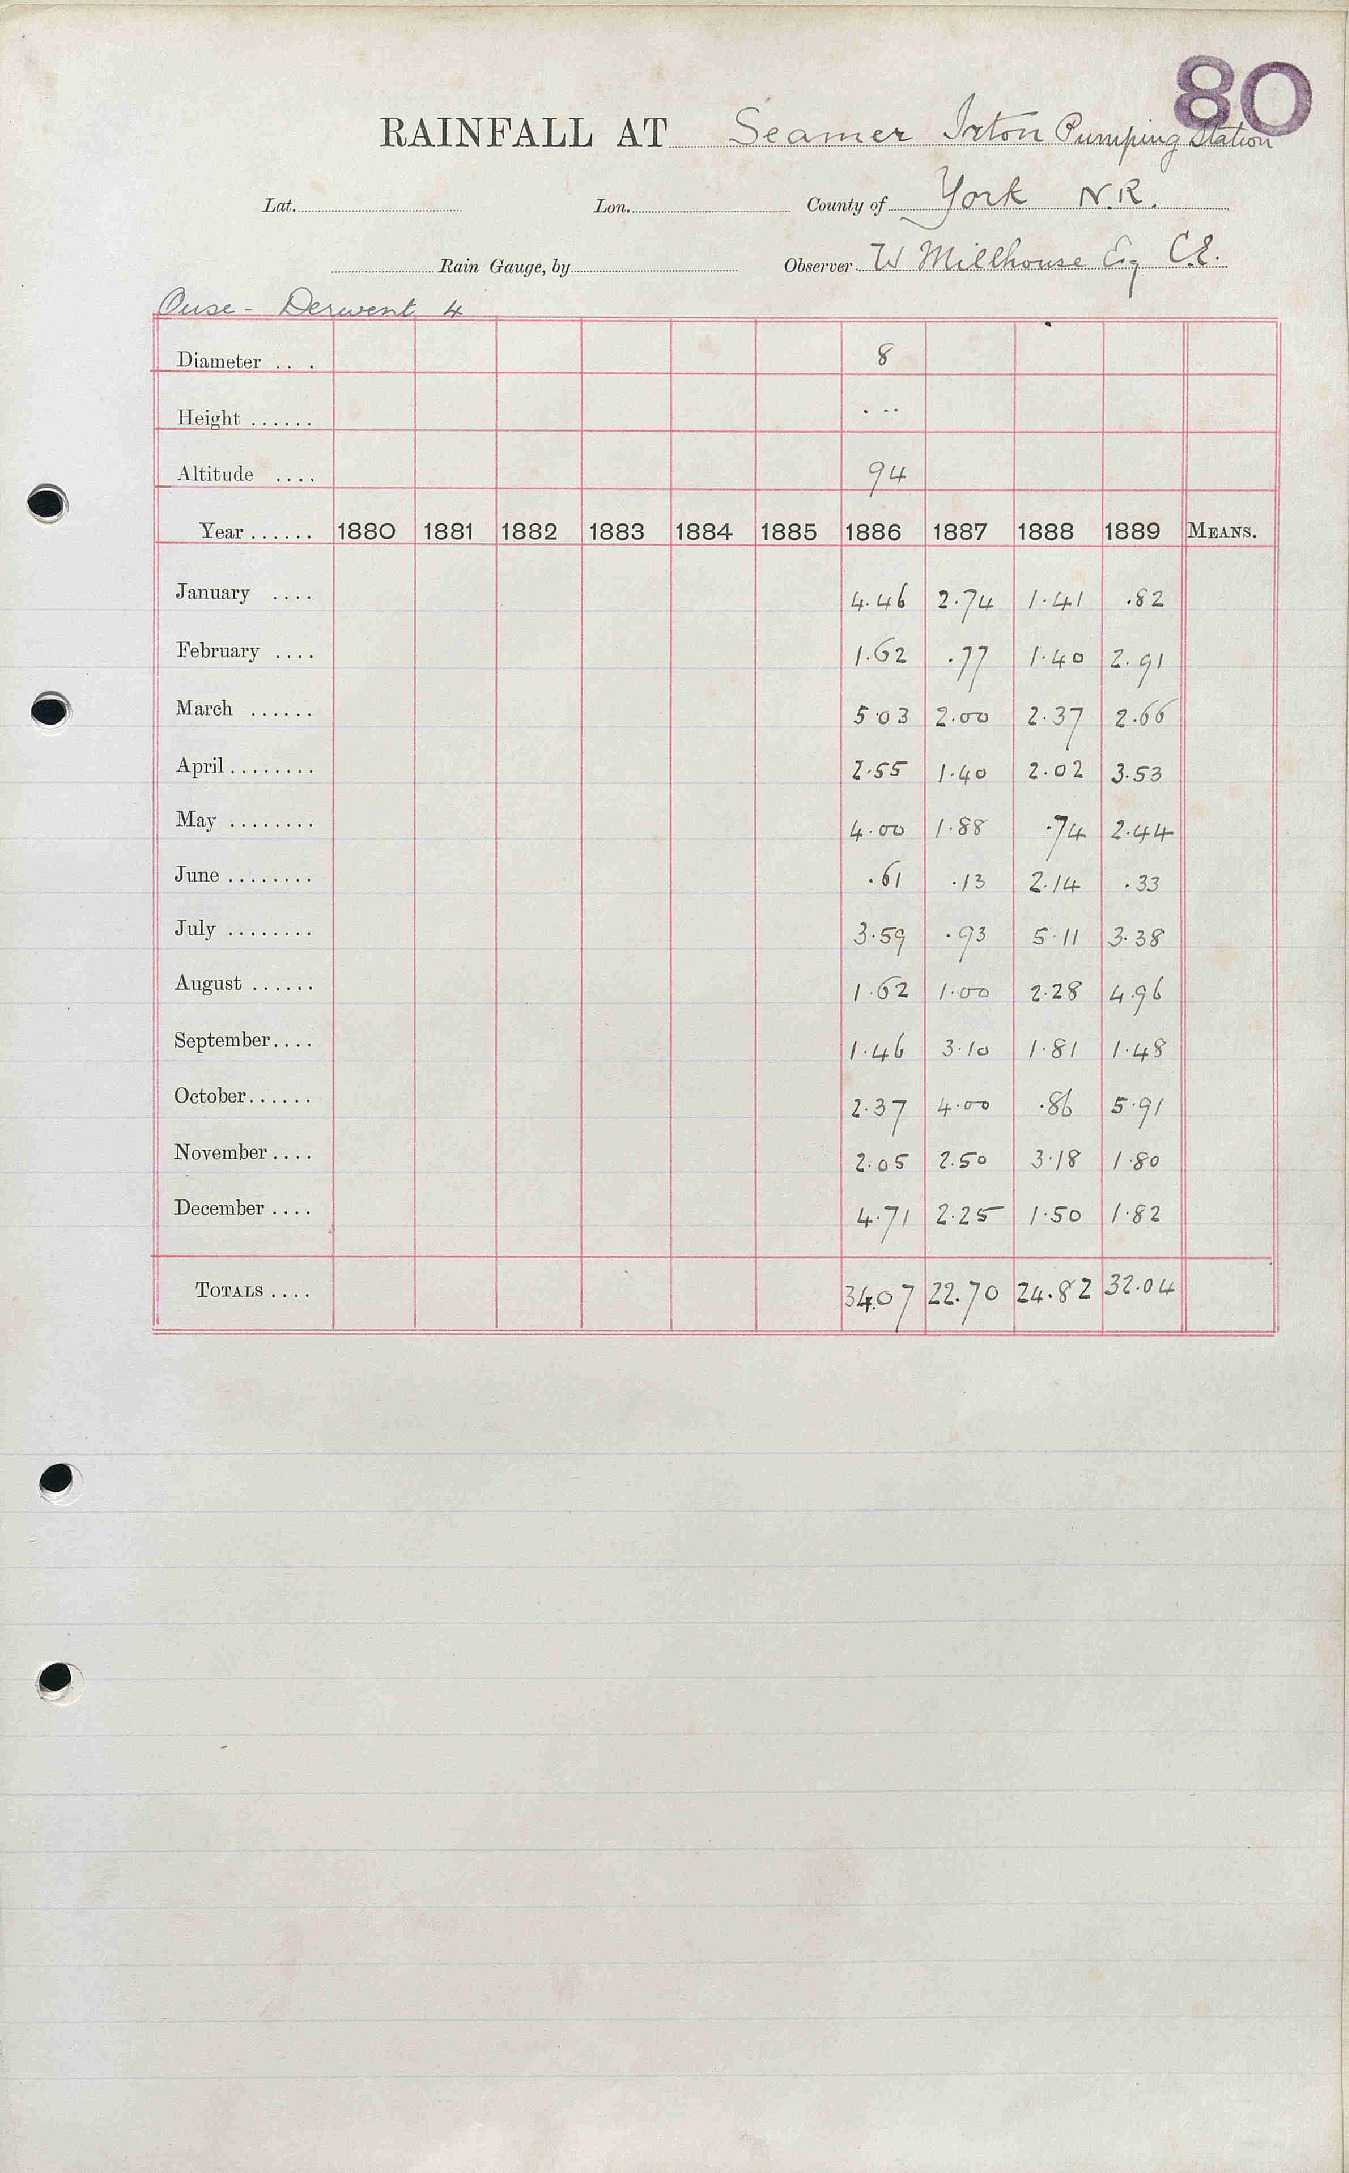 80
RAINFALL AT Seamer Irton Pumping Station
Lat. Lon. County of York N.R.
Rain Gauge, by Observer W Millhouse Esq C.E.
Ouse - Derwent 4
Diameter .... 8
Height ...... ...
Altitude .... 94
Year ...... 1880 1881 1882 1883 1884 1885 1886 1887 1888 1889 MEANS.
January .... 4.46 2.74 1.41 .82
February .... 1.62 .77 1.40 2.91
March ...... 5.03 2.00 2.37 2.66
April ........ 2.55 1.40 2.02 3.53
May ........ 4.00 1.88 .74 2.44
June ........ .61 .13 2.14 .33
July ........ 3.59 .93 5.11 3.38
August ...... 1.62 1.00 2.28 4.96
September .... 1.46 3.10 1.81 1.48
October ...... 2.37 4.00 .86 5.91
November .... 2.05 2.50 3.18 1.80
December .... 4.71 2.25 1.50 1.82
TOTALS .... 34.07 22.70 24.82 32.04